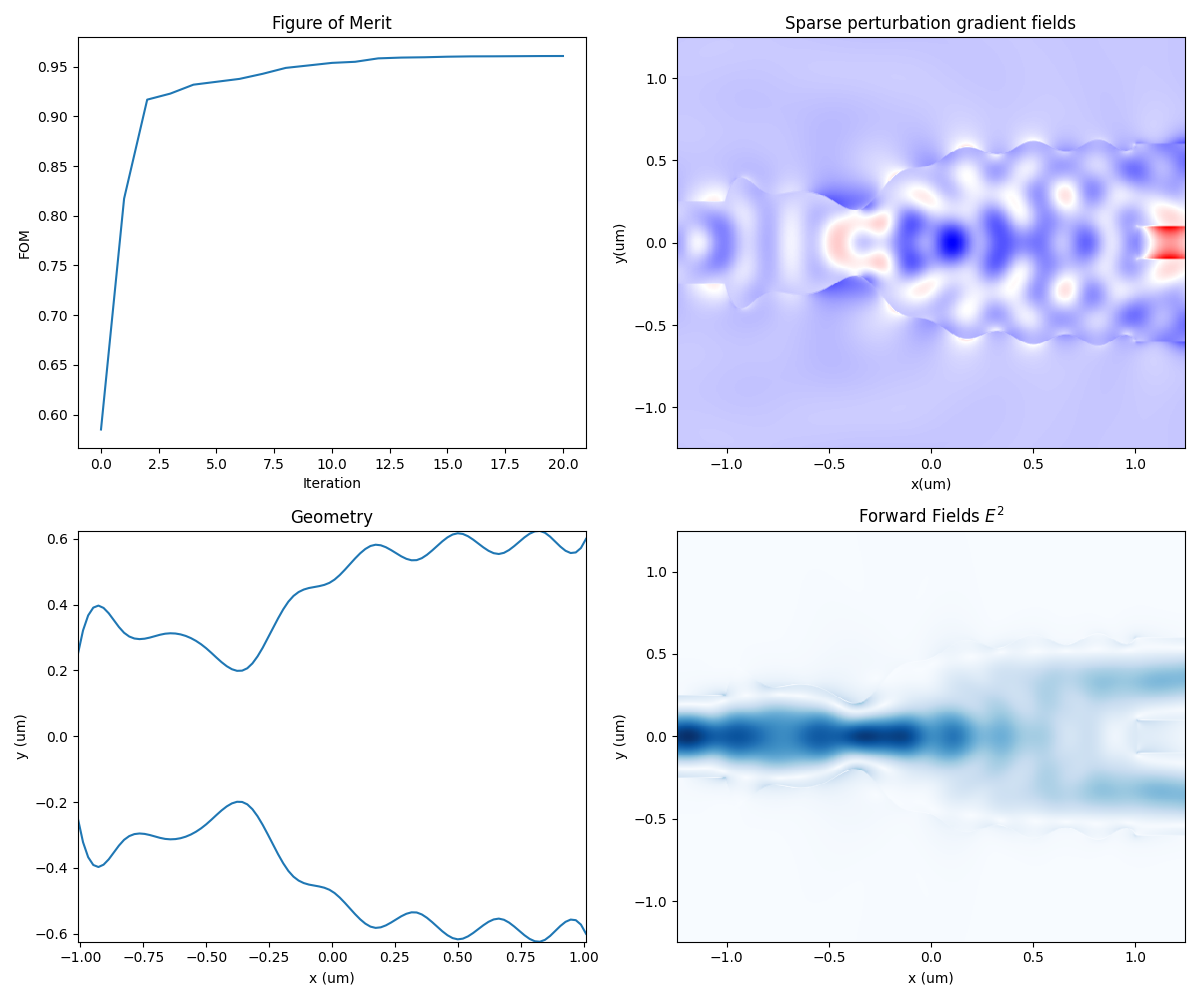 Figure of Merit
FOM
0.95
0.90
0.85
0.80
0.75
0.70
0.65
0.60
0.0 2.5 5.0 7.5 10.0 12.5 15.0 17.5 20.0
Iteration
Sparse perturbation gradient fields
y(um)
1.0
0.5
0.0
−0.5
−1.0
−1.0 −0.5 0.0 0.5 1.0
x(um)
Geometry
y (um)
0.6
0.4
0.2
0.0
−0.2
−0.4
−0.6
−1.00 −0.75 −0.50 −0.25 0.00 0.25 0.50 0.75 1.00
x (um)
Forward Fields E²
y (um)
1.0
0.5
0.0
−0.5
−1.0
−1.0 −0.5 0.0 0.5 1.0
x (um)